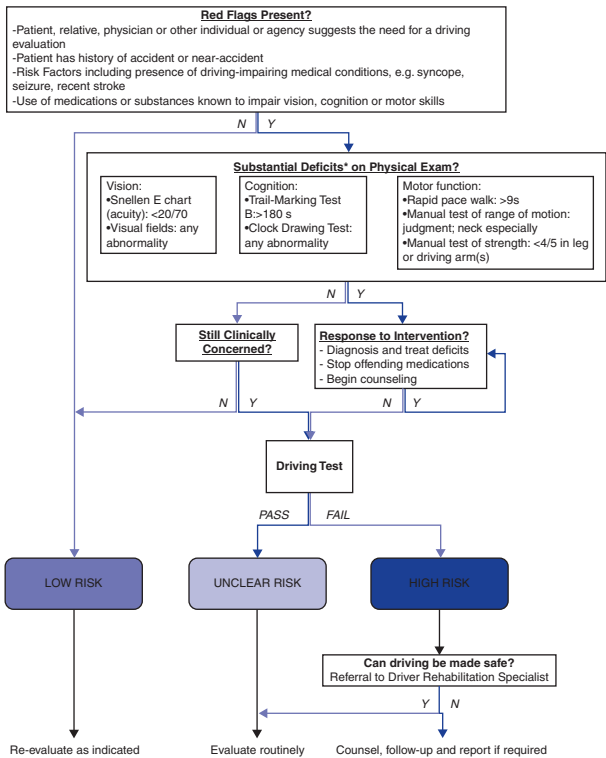 Red Flags Present?
-Patient, relative, physician or other individual or agency suggests the need for a driving
evaluation
-Patient has history of accident or near-accident
-Risk Factors including presence of driving-impairing medical conditions, e.g. syncope,
seizure, recent stroke
-Use of medications or substances known to impair vision, cognition or motor skills
N Y
Substantial Deficits* on Physical Exam?
Vision:
•Snellen E chart
(acuity): <20/70
•Visual fields: any
abnormality
Cognition:
•Trail-Marking Test
B:>180 s
•Clock Drawing Test:
any abnormality
Motor function:
•Rapid pace walk: >9s
•Manual test of range of motion:
judgment; neck especially
•Manual test of strength: <4/5 in leg
or driving arm(s)
N Y
Still Clinically
Concerned?
Response to Intervention?
- Diagnosis and treat deficits
- Stop offending medications
- Begin counseling
N Y
N Y
Driving Test
PASS FAIL
LOW RISK
UNCLEAR RISK
HIGH RISK
Can driving be made safe?
Referral to Driver Rehabilitation Specialist
Y N
Re-evaluate as indicated
Evaluate routinely
Counsel, follow-up and report if required